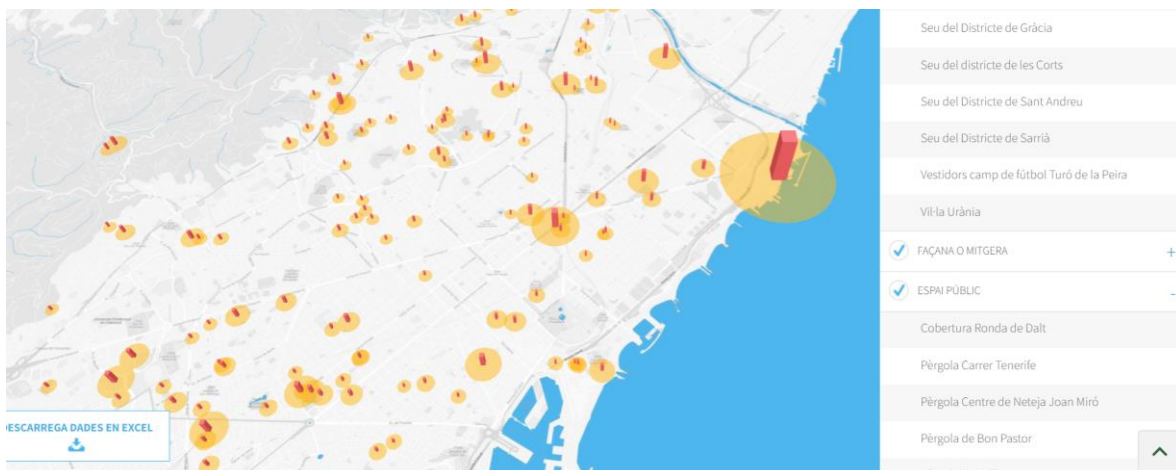 Seu del Districte de Gràcia
Seu del districte de les Corts
Seu del Districte de Sant Andreu
Seu del Districte de Sarrià
Vestidors camp de fútbol Turó de la Peira
Vil·la Urània
FAÇANA O MITGERA +
ESPAI PÚBLIC -
Cobertura Ronda de Dalt
Pèrgola Carrer Tenerife
Pèrgola Centre de Neteja Joan Miró
Pèrgola de Bon Pastor
DESCARREGA DADES EN EXCEL